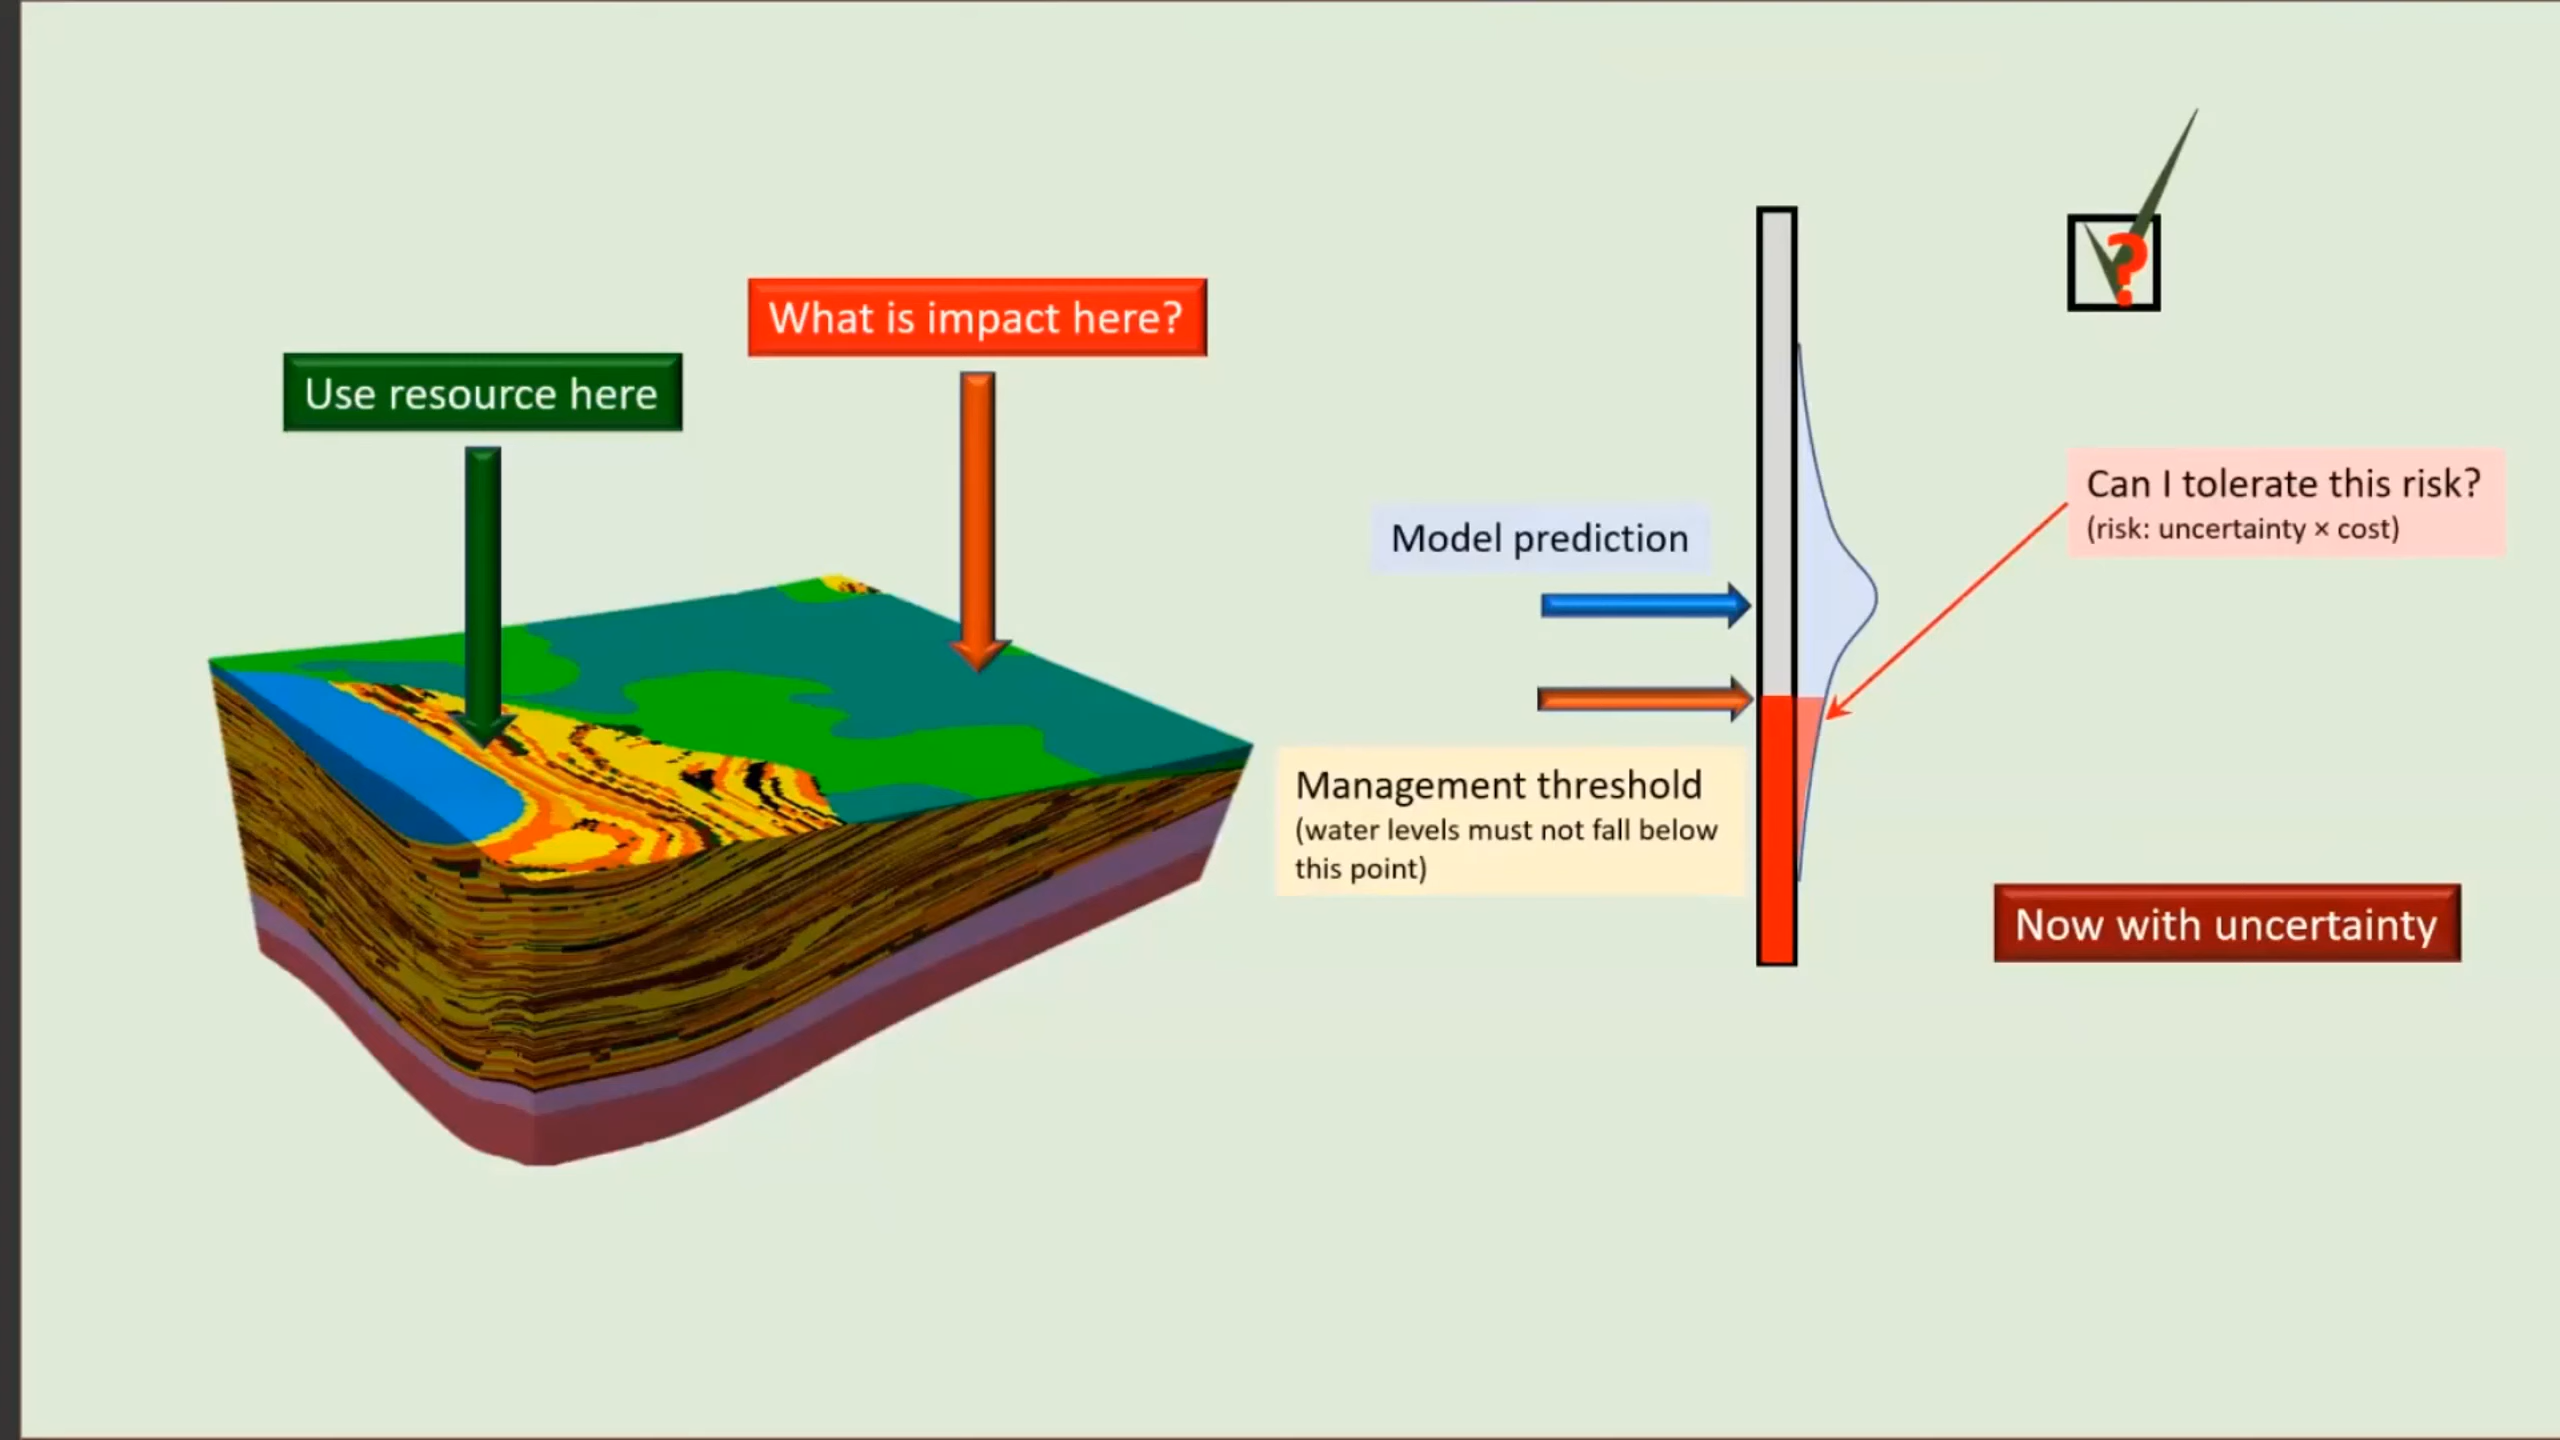 What is impact here?
Use resource here
?
Can I tolerate this risk?
(risk: uncertainty × cost)
Model prediction
Management threshold
(water levels must not fall below
this point)
Now with uncertainty